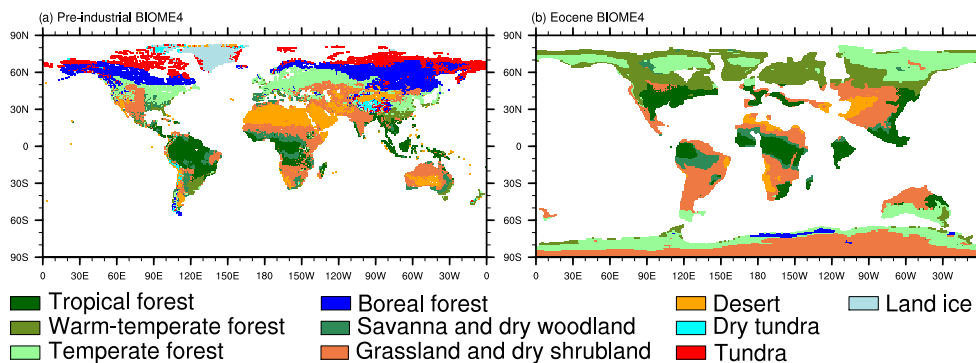 (a) Pre-industrial BIOME4
(b) Eocene BIOME4
90N
60N
30N
0
30S
60S
90S
0 30E 60E 90E 120E 150E 180 150W 120W 90W 60W 30W 0
90N
60N
30N
0
30S
60S
90S
0 30E 60E 90E 120E 150E 180 150W 120W 90W 60W 30W
Tropical forest
Warm-temperate forest
Temperate forest
Boreal forest
Savanna and dry woodland
Grassland and dry shrubland
Desert
Dry tundra
Tundra
Land ice